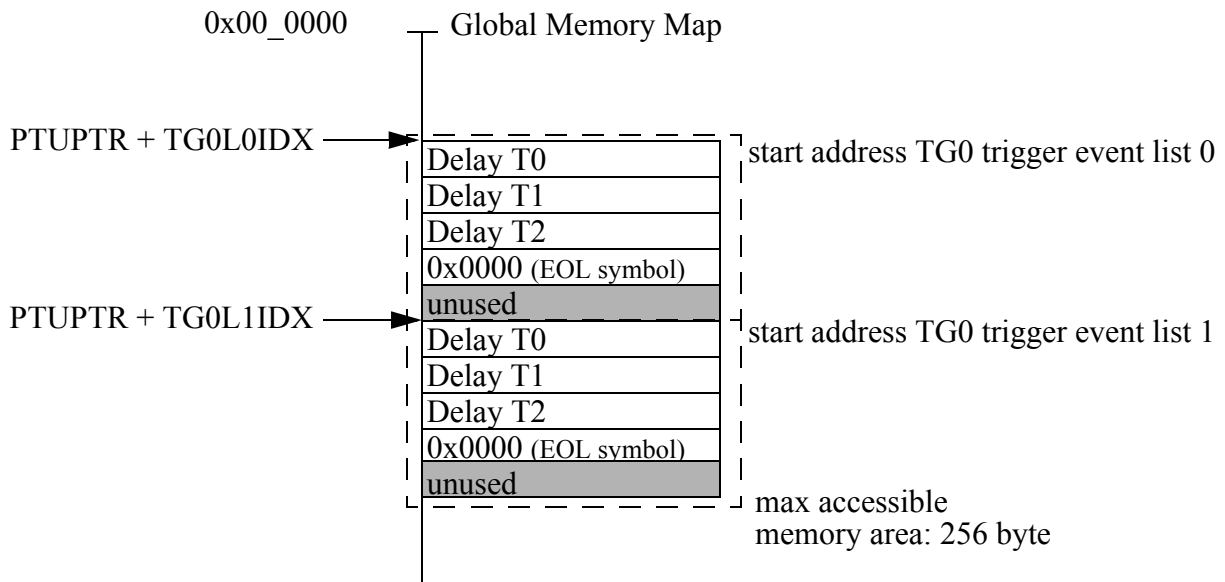 0x00_0000
Global Memory Map
PTUPTR + TG0L0IDX
start address TG0 trigger event list 0
Delay T0
Delay T1
Delay T2
0x0000 (EOL symbol)
unused
PTUPTR + TG0L1IDX
start address TG0 trigger event list 1
Delay T0
Delay T1
Delay T2
0x0000 (EOL symbol)
unused
max accessible
memory area: 256 byte